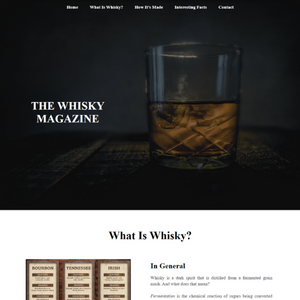 Home What Is Whisky? How It's Made Interesting Facts Contact
THE WHISKY
MAGAZINE
What Is Whisky?
BOURBON TENNESSEE IRISH
In General
Whisky is a dark spirit that is distilled from a fermented grain
mash. And what does that mean?
Fermentation is the chemical reaction of sugars being converted